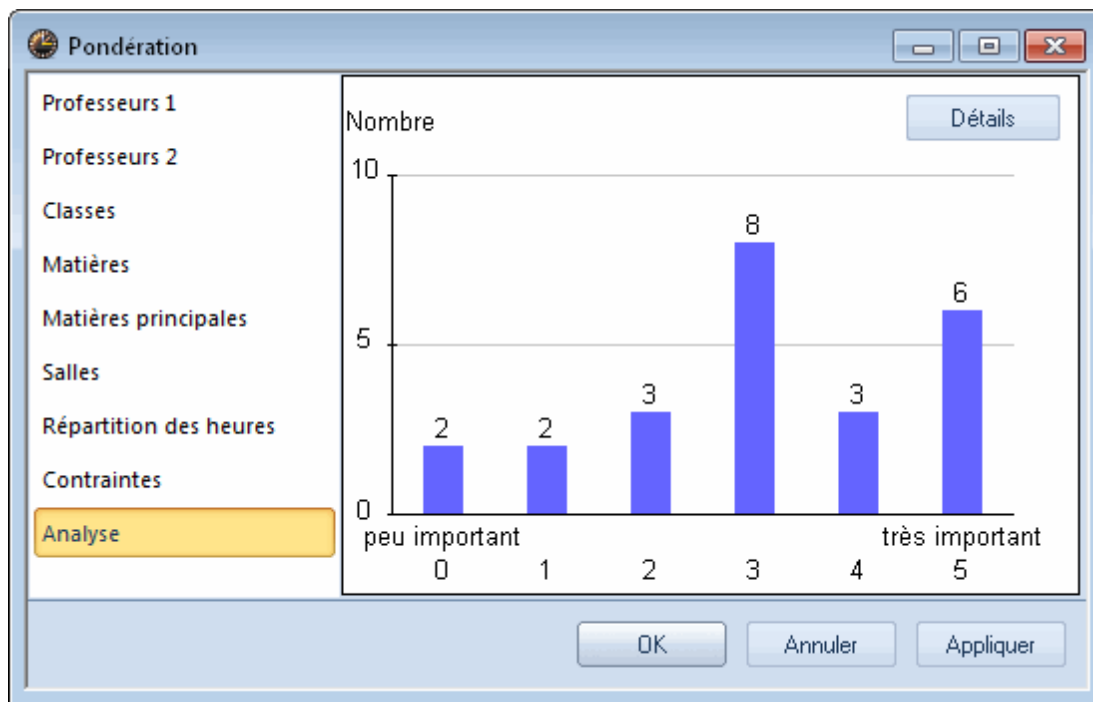 Pondération
Professeurs 1
Professeurs 2
Classes
Matières
Matières principales
Salles
Répartition des heures
Contraintes
Analyse
Nombre
Détails
10
8
6
5
3
3
2
2
0
peu important
très important
0 1 2 3 4 5
OK
Annuler
Appliquer